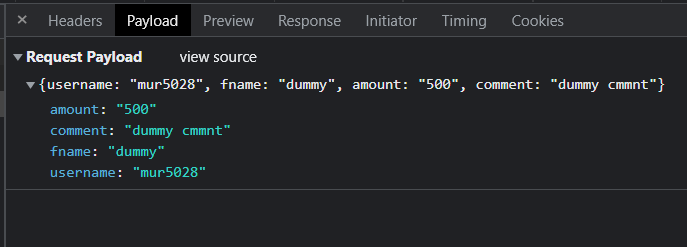 × Headers Payload Preview Response Initiator Timing Cookies
▼Request Payload view source
▼{username: "mur5028", fname: "dummy", amount: "500", comment: "dummy cmmnt"}
amount: "500"
comment: "dummy cmmnt"
fname: "dummy"
username: "mur5028"